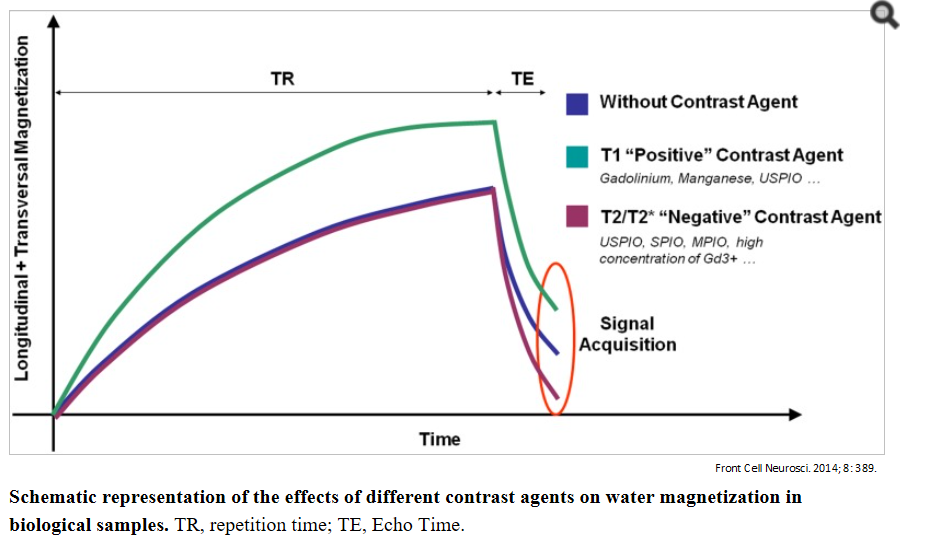 Longitudinal + Transversal Magnetization
TR
TE
Without Contrast Agent
T1 “Positive” Contrast Agent
Gadolinium, Manganese, USPIO ...
T2/T2* “Negative” Contrast Agent
USPIO, SPIO, MPIO, high
concentration of Gd3+ ...
Signal
Acquisition
Time
Front Cell Neurosci. 2014; 8: 389.
Schematic representation of the effects of different contrast agents on water magnetization in
biological samples. TR, repetition time; TE, Echo Time.